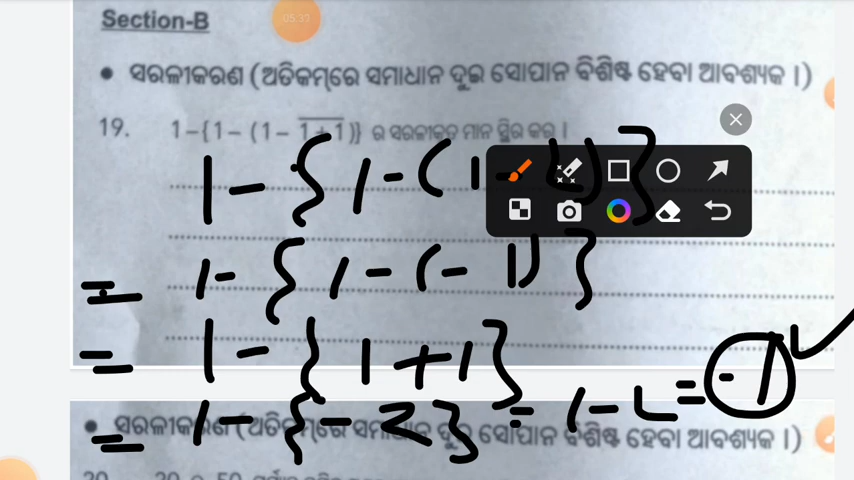 05:37
Section-B
• ସରଳୀକରଣ (ଅତିକମ୍‌ରେ ସମାଧାନ ଦୁଇ ସୋପାନ ବିଶିଷ୍ଟ ହେବା ଆବଶ୍ୟକ ।)
19. 1–{1– (1– 1̅ ̅+̅ ̅1̅)} ର ସରଳୀକୃତ ମାନ ସ୍ଥିର କର ।
1 - { 1 - ( 1 - 2 ) }
= 1 - { 1 - ( - 1 ) }
= 1 - { 1 + 1 }
= 1 - { - 2 } = 1 - 2 = - 1
• ସରଳୀକରଣ (ଅତିକମ୍‌ରେ ସମାଧାନ ଦୁଇ ସୋପାନ ବିଶିଷ୍ଟ ହେବା ଆବଶ୍ୟକ ।)